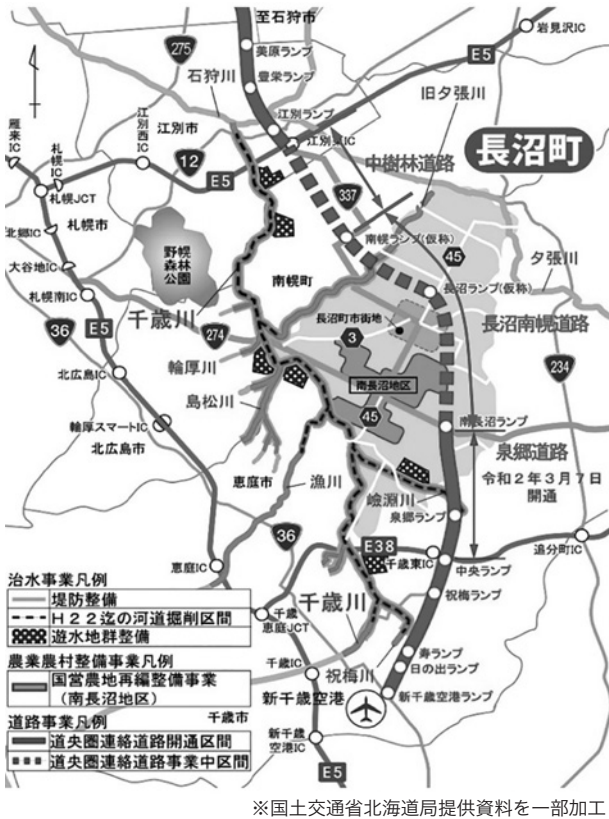 至石狩市
275
石狩川
美原ランプ
豊栄ランプ
E5
岩見沢IC
雁来IC
札幌IC
江別西IC
江別市
江別ランプ
江別東IC
旧夕張川
12
E5
中樹林道路
長沼町
札幌JCT
札幌市
337
北郷IC
野幌森林公園
南幌町
南幌ランプ(仮称)
45
夕張川
大谷地IC
札幌南IC
長沼ランプ(仮称)
千歳川
274
長沼町市街地
3
長沼南幌道路
36
E5
輪厚川
北広島IC
島松川
南長沼地区
234
45
南長沼ランプ
輪厚スマートIC
北広島市
泉郷道路
恵庭市
漁川
令和2年3月7日
開通
嶮淵川
泉郷ランプ
36
E38
追分町IC
恵庭IC
千歳東IC
中央ランプ
千歳恵庭JCT
千歳川
祝梅ランプ
千歳IC
祝梅川
寿ランプ
日の出ランプ
新千歳空港
新千歳空港ランプ
千歳市
新千歳空港IC
E5
治水事業凡例
堤防整備
H22迄の河道掘削区間
遊水地群整備
農業農村整備事業凡例
国営農地再編整備事業
(南長沼地区)
道路事業凡例
道央圏連絡道路開通区間
道央圏連絡道路事業中区間
※国土交通省北海道局提供資料を一部加工